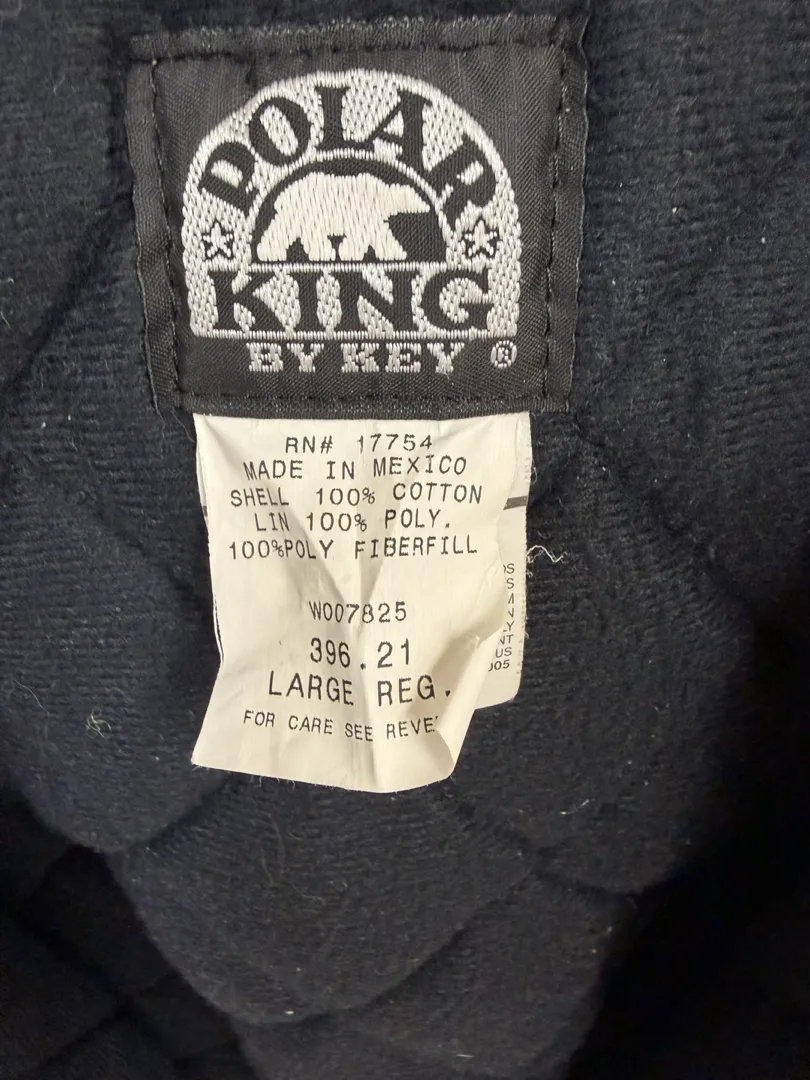 POLAR
KING
BY KEY ®
RN# 17754
MADE IN MEXICO
SHELL 100% COTTON
LIN 100% POLY.
100%POLY FIBERFILL
W007825
396.21
LARGE REG.
FOR CARE SEE